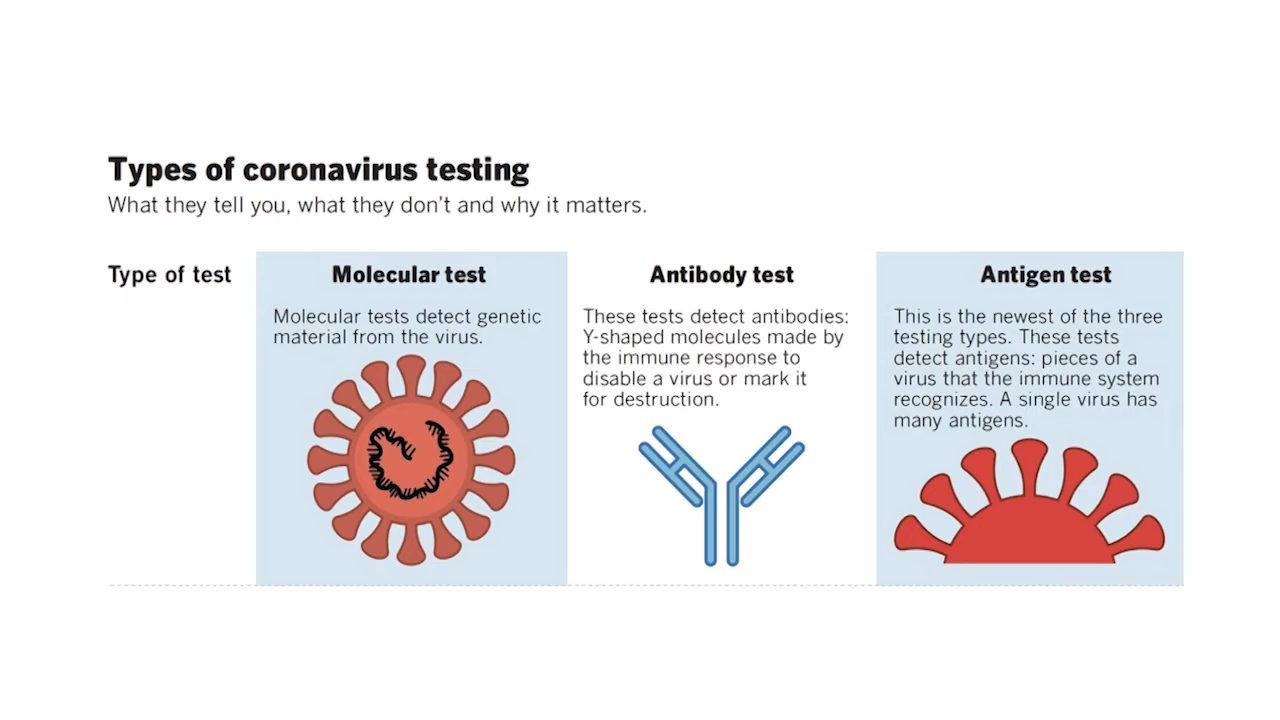 Types of coronavirus testing
What they tell you, what they don't and why it matters.
Type of test
Molecular test
Molecular tests detect genetic
material from the virus.
Antibody test
These tests detect antibodies:
Y-shaped molecules made by
the immune response to
disable a virus or mark it
for destruction.
Antigen test
This is the newest of the three
testing types. These tests
detect antigens: pieces of a
virus that the immune system
recognizes. A single virus has
many antigens.